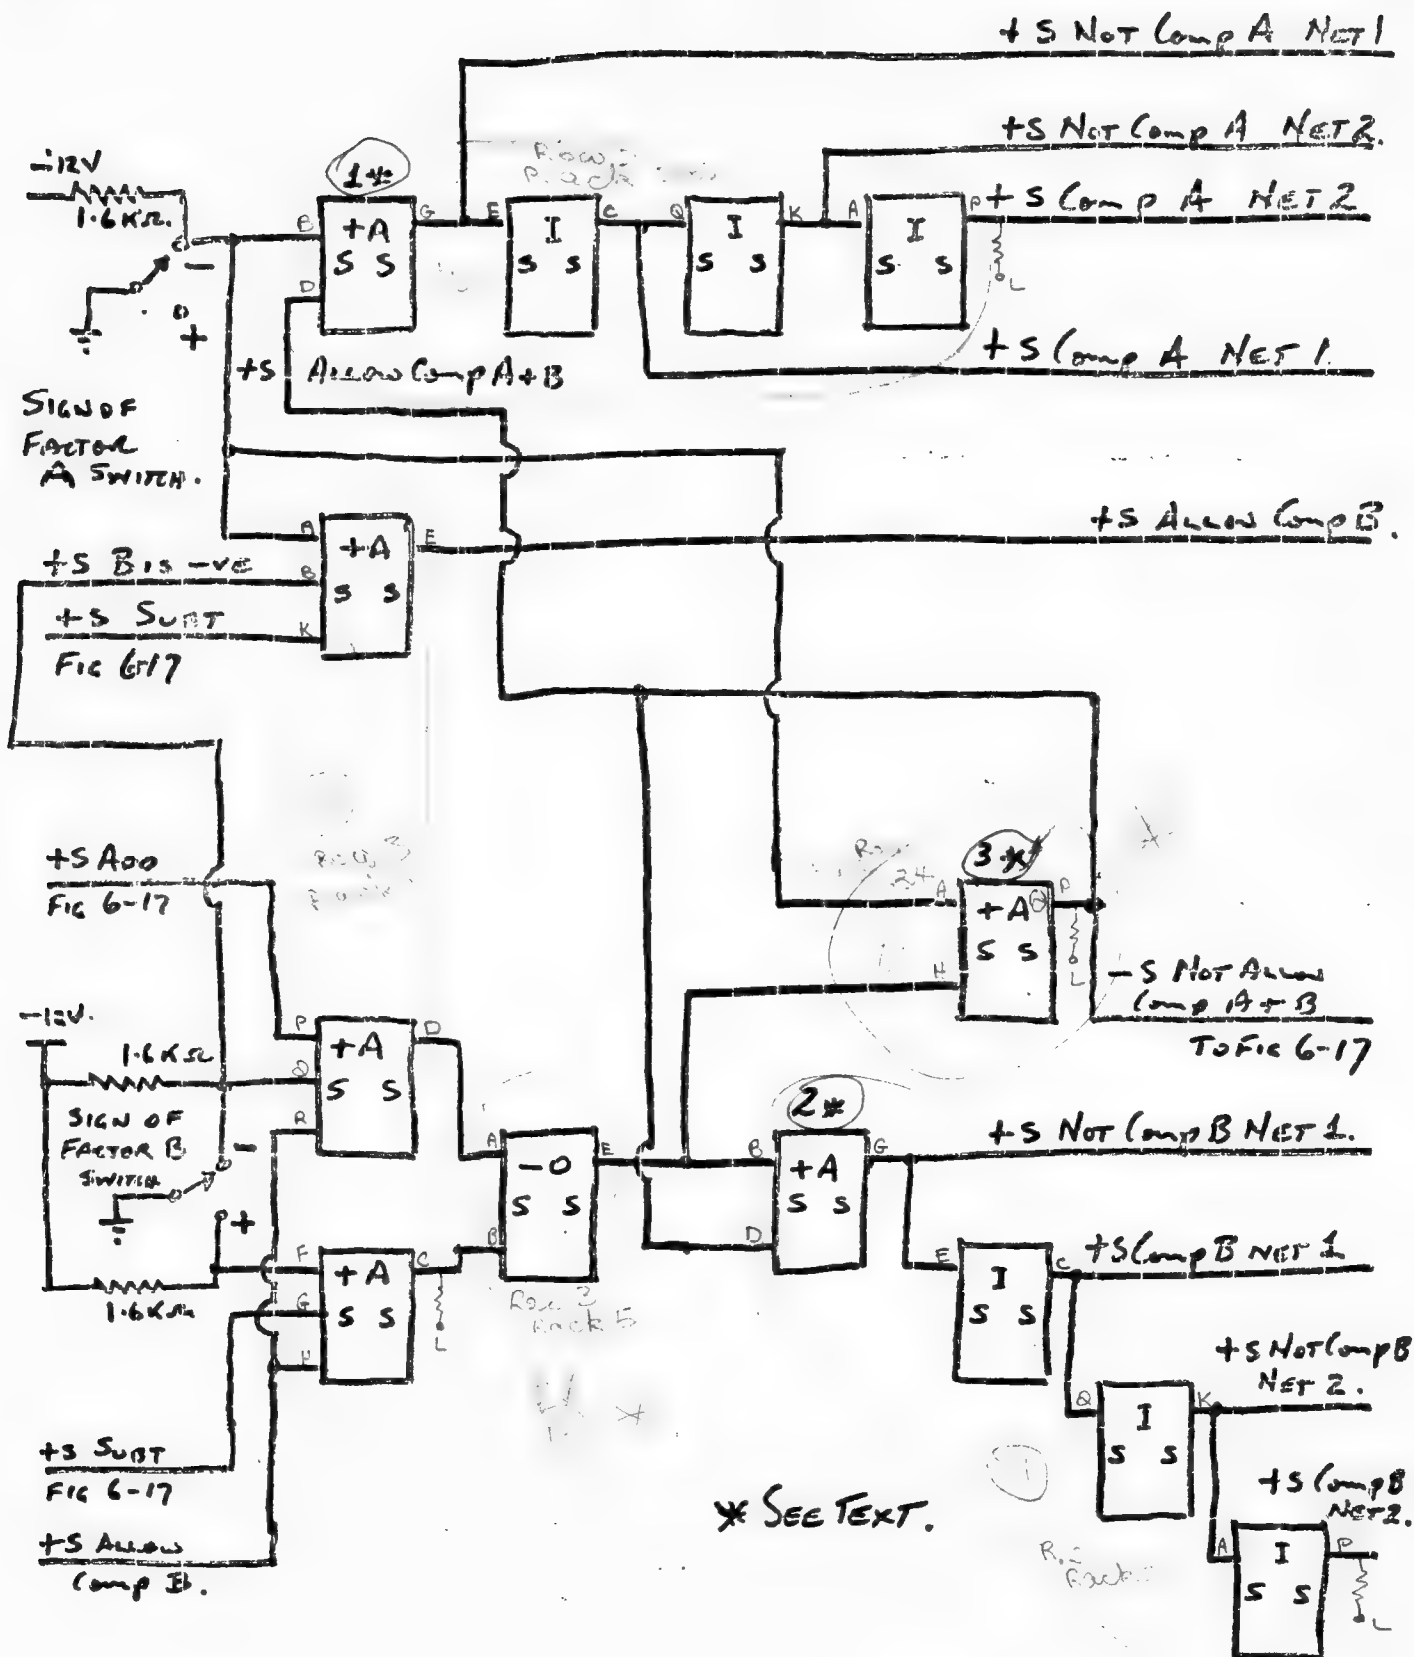 +S NOT Comp A NET 1
+S NOT Comp A NET 2.
-12V
1.6KΩ.
1*
+A
S S
B
D
G
E
I
S S
C
Q
I
S S
K
A
I
S S
P
L
+S Comp A NET 2
+S Comp A NET 1
-
+
+S ALLOW Comp A+B
SIGN OF
FACTOR
A SWITCH.
A
B
K
+A
S S
E
+S ALLOW Comp B.
+S B IS -VE
+S SUBT
FIG 6-17
+S ADD
FIG 6-17
Row
24
3*
A
H
+A
S S
Q
P
L
-S NOT ALLOW
Comp A+B
TO FIG 6-17
-12V.
1.6KΩ
P
Q
R
+A
S S
D
SIGN OF
FACTOR B
SWITCH
-
+
1.6KΩ
F
G
H
+A
S S
C
L
A
B
-O
S S
E
Row 3
Rack 5
2*
B
D
+A
S S
G
+S NOT Comp B NET 1.
E
I
S S
C
+S Comp B NET 1
Q
I
S S
K
+S NOT Comp B
NET 2.
A
I
S S
P
L
+S Comp B
NET 2.
+S SUBT
FIG 6-17
+S ALLOW
Comp B.
* SEE TEXT.